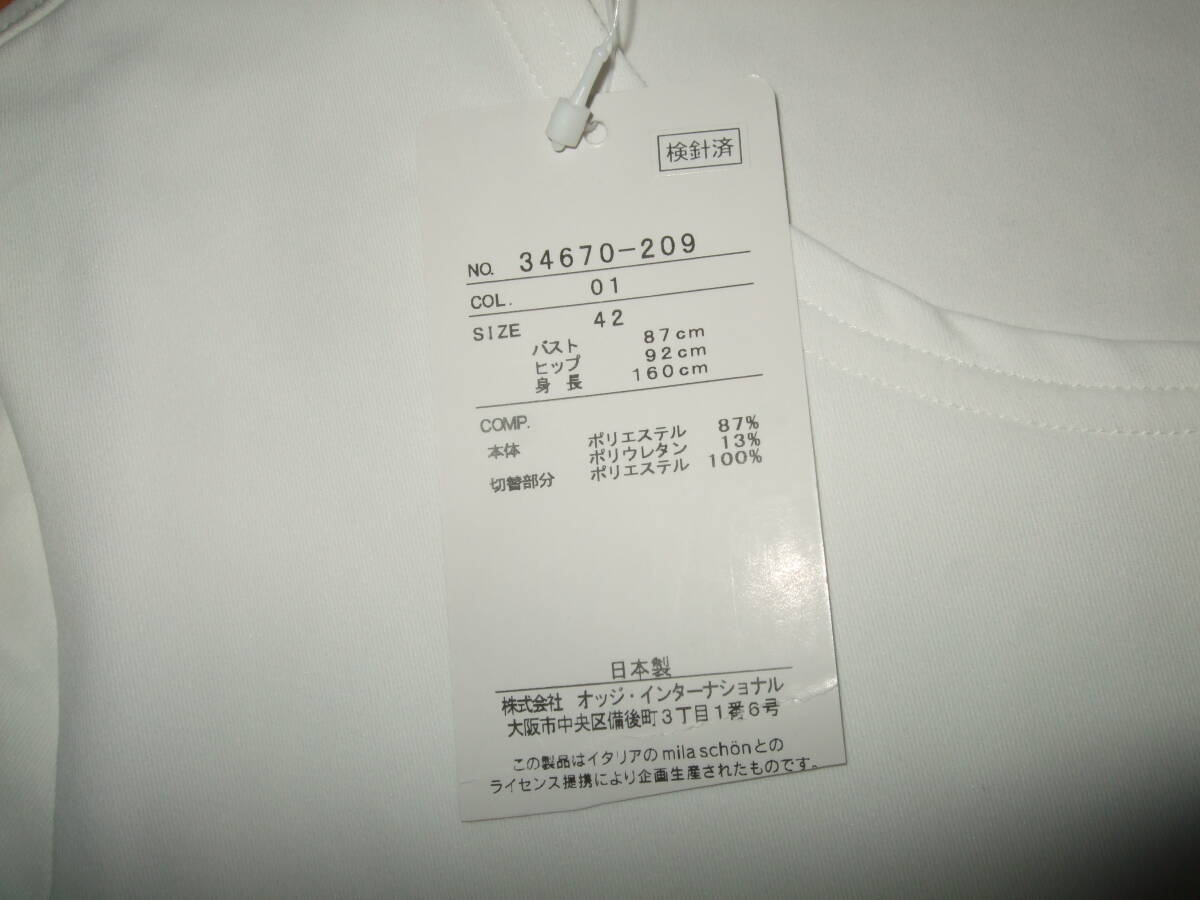 検針済
NO. 34670-209
COL. 01
SIZE 42
バスト 87cm
ヒップ 92cm
身長 160cm
COMP.
本体 ポリエステル 87%
ポリウレタン 13%
切替部分 ポリエステル 100%
日本製
株式会社 オッジ・インターナショナル
大阪市中央区備後町3丁目1番6号
この製品はイタリアのmila schönとの
ライセンス提携により企画生産されたものです。